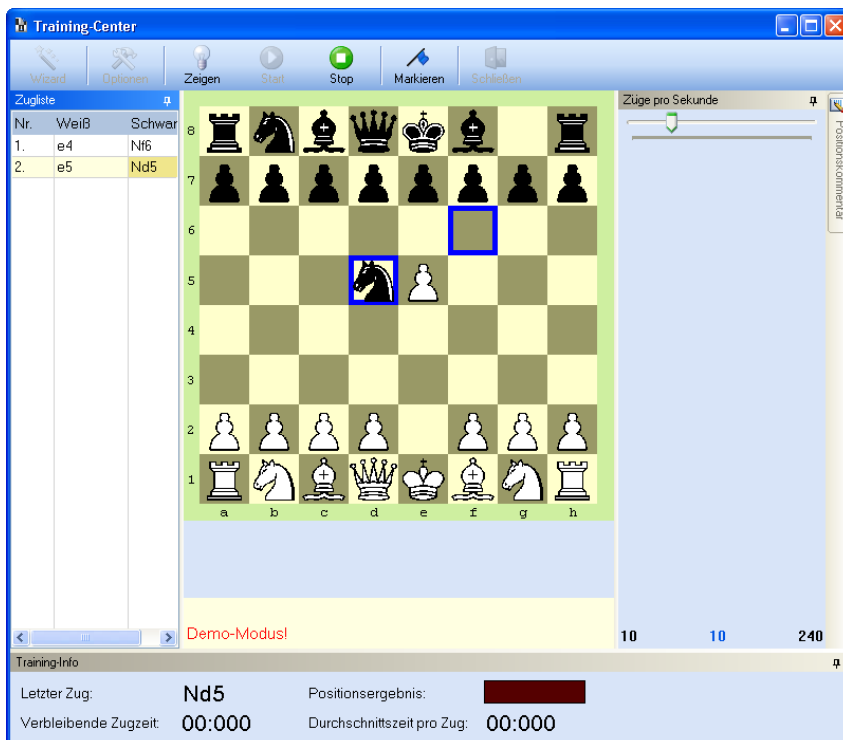 Training-Center
Wizard Optionen Zeigen Start Stop Markieren Schließen
Zugliste
Nr. Weiß Schwar
1. e4 Nf6
2. e5 Nd5
8
7
6
5
4
3
2
1
a b c d e f g h
Demo-Modus!
Züge pro Sekunde
10 10 240
Positionskommentar
Training-Info
Letzter Zug: Nd5 Positionsergebnis:
Verbleibende Zugzeit: 00:000 Durchschnittszeit pro Zug: 00:000